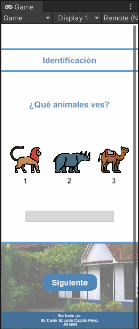 Game
Game
Display 1
Remote (N
Identificación
¿Qué animales ves?
1 2 3
Siguiente